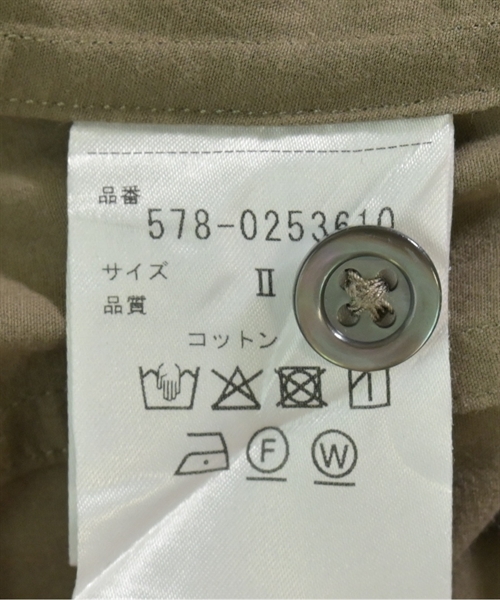 品番
578-0253610
サイズ Ⅱ
品質
コットン
F W